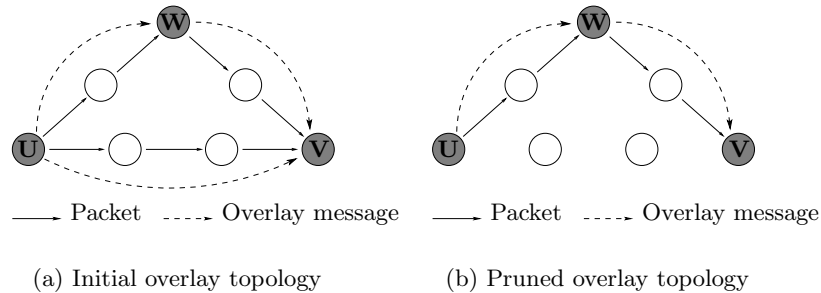 W W
U V U V
Packet Overlay message Packet Overlay message
(a) Initial overlay topology (b) Pruned overlay topology